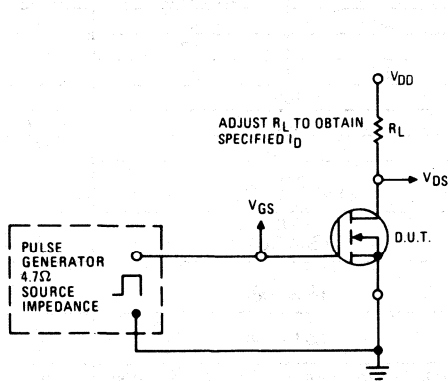 VDD
ADJUST RL TO OBTAIN
SPECIFIED ID
RL
VDS
VGS
D.U.T.
PULSE
GENERATOR
4.7Ω
SOURCE
IMPEDANCE